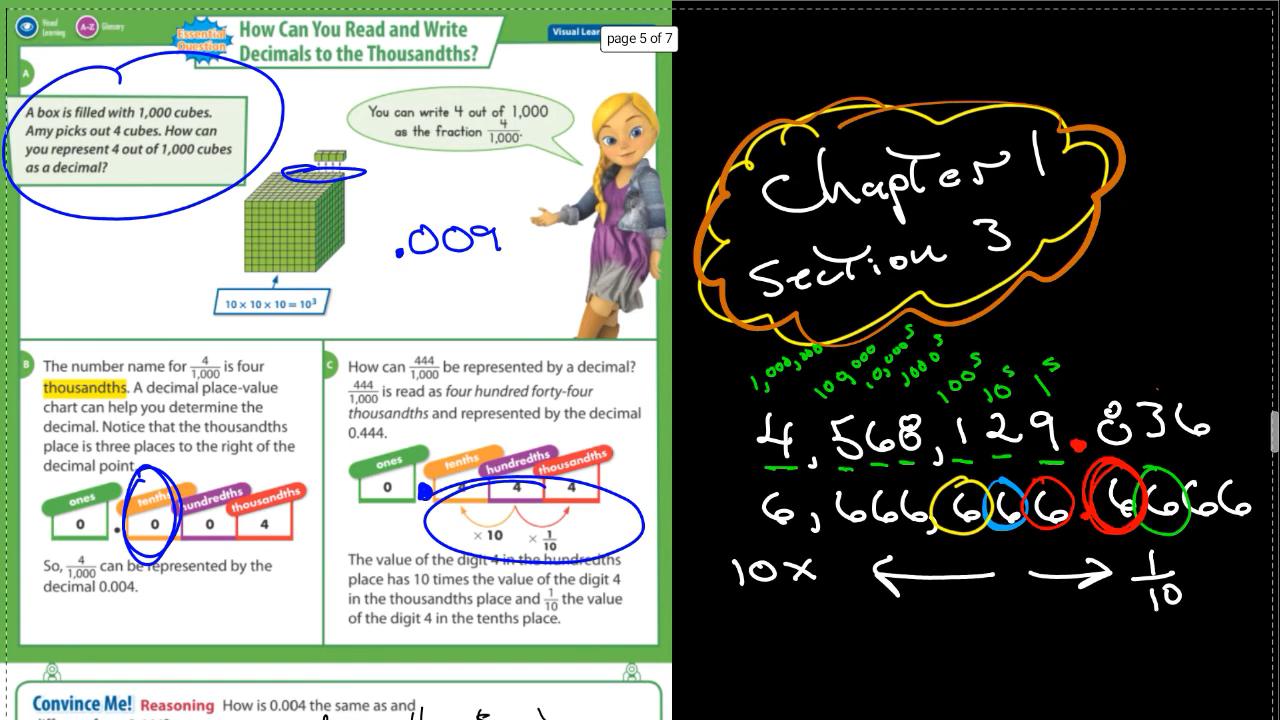 Visual
Learning
A-Z
Glossary
Essential
Question
How Can You Read and Write
Decimals to the Thousandths?
Visual Lear
page 5 of 7
A
A box is filled with 1,000 cubes.
Amy picks out 4 cubes. How can
you represent 4 out of 1,000 cubes
as a decimal?
You can write 4 out of 1,000
as the fraction 4/1,000.
.009
10 × 10 × 10 = 10³
B
The number name for 4/1,000 is four
thousandths. A decimal place-value
chart can help you determine the
decimal. Notice that the thousandths
place is three places to the right of the
decimal point.
ones tenths hundredths thousandths
0 . 0 0 4
So, 4/1,000 can be represented by the
decimal 0.004.
C
How can 444/1,000 be represented by a decimal?
444/1,000 is read as four hundred forty-four
thousandths and represented by the decimal
0.444.
ones tenths hundredths thousandths
0 . 4 4 4
× 10 × 1/10
The value of the digit 4 in the hundredths
place has 10 times the value of the digit 4
in the thousandths place and 1/10 the value
of the digit 4 in the tenths place.
Convince Me! Reasoning How is 0.004 the same as and
Chapter 1
Section 3
1,000,000 100,000 10,000s 1000s 100s 10s 1s
4,568,129.836
6,666,666.6666
10x ← → 1/10